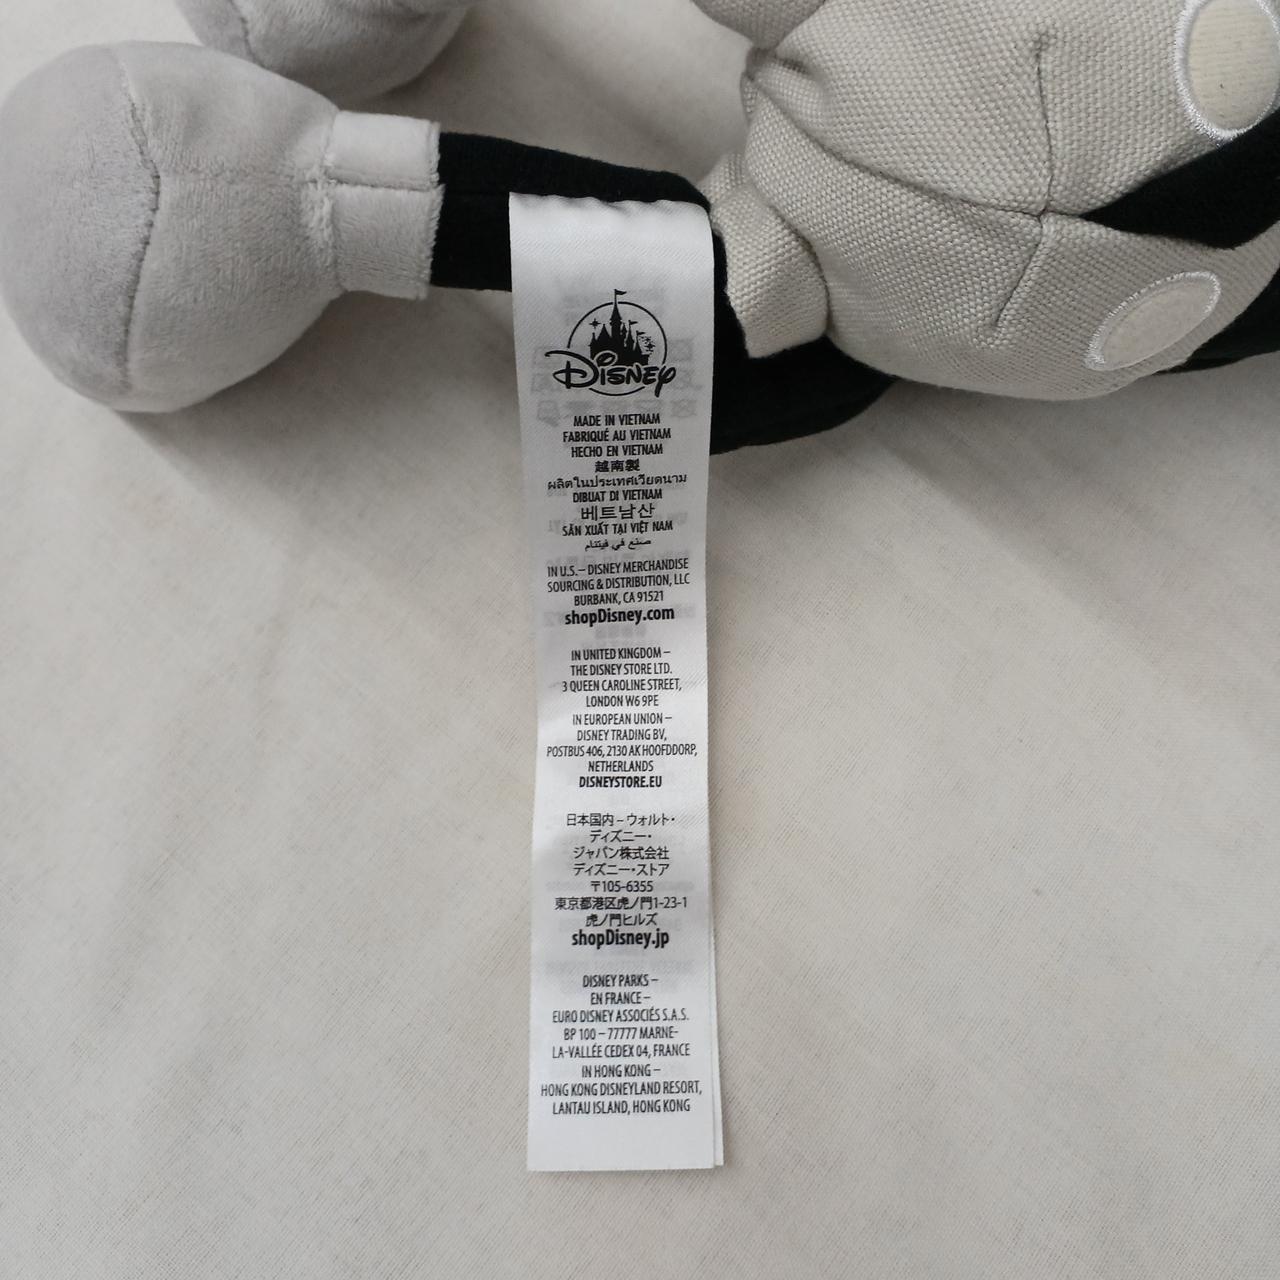 Disney
MADE IN VIETNAM
FABRIQUÉ AU VIETNAM
HECHO EN VIETNAM
越南製
ผลิตในประเทศเวียดนาม
DIBUAT DI VIETNAM
베트남산
SẢN XUẤT TẠI VIỆT NAM
صنع في فيتنام
IN U.S.– DISNEY MERCHANDISE
SOURCING & DISTRIBUTION, LLC
BURBANK, CA 91521
shopDisney.com
IN UNITED KINGDOM –
THE DISNEY STORE LTD.
3 QUEEN CAROLINE STREET,
LONDON W6 9PE
IN EUROPEAN UNION –
DISNEY TRADING BV,
POSTBUS 406, 2130 AK HOOFDDORP,
NETHERLANDS
DISNEYSTORE.EU
日本国内 – ウォルト・
ディズニー・
ジャパン株式会社
ディズニー・ストア
〒105-6355
東京都港区虎ノ門1-23-1
虎ノ門ヒルズ
shopDisney.jp
DISNEY PARKS –
EN FRANCE –
EURO DISNEY ASSOCIÉS S.A.S.
BP 100 – 77777 MARNE-
LA-VALLÉE CEDEX 04, FRANCE
IN HONG KONG –
HONG KONG DISNEYLAND RESORT,
LANTAU ISLAND, HONG KONG